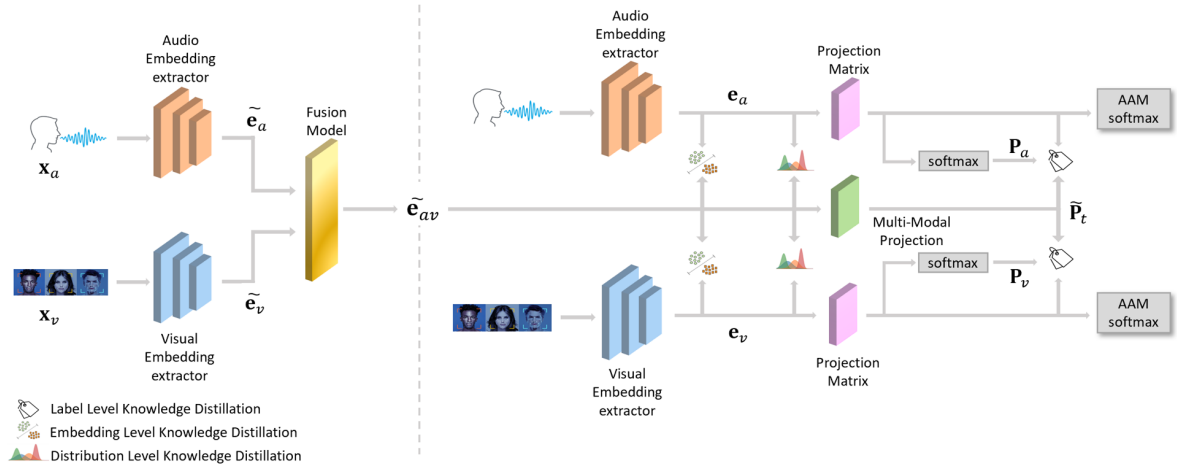 Audio
Embedding
extractor
𝐱ₐ
ẽₐ
Fusion
Model
𝐱ᵥ
ẽᵥ
Visual
Embedding
extractor
ẽₐᵥ
Audio
Embedding
extractor
𝐞ₐ
Projection
Matrix
AAM
softmax
softmax
𝐏ₐ
Multi-Modal
Projection
P̃ₜ
softmax
𝐏ᵥ
Visual
Embedding
extractor
𝐞ᵥ
Projection
Matrix
AAM
softmax
Label Level Knowledge Distillation
Embedding Level Knowledge Distillation
Distribution Level Knowledge Distillation